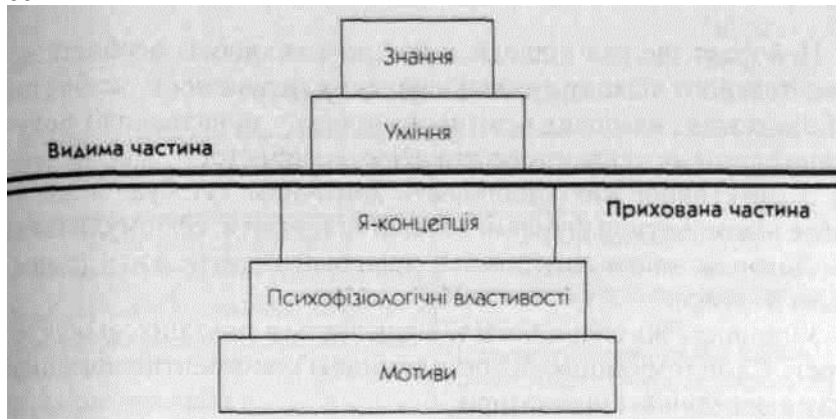 Знання
Уміння
Видима частина
Я-концепція
Прихована частина
Психофізіологічні властивості
Мотиви